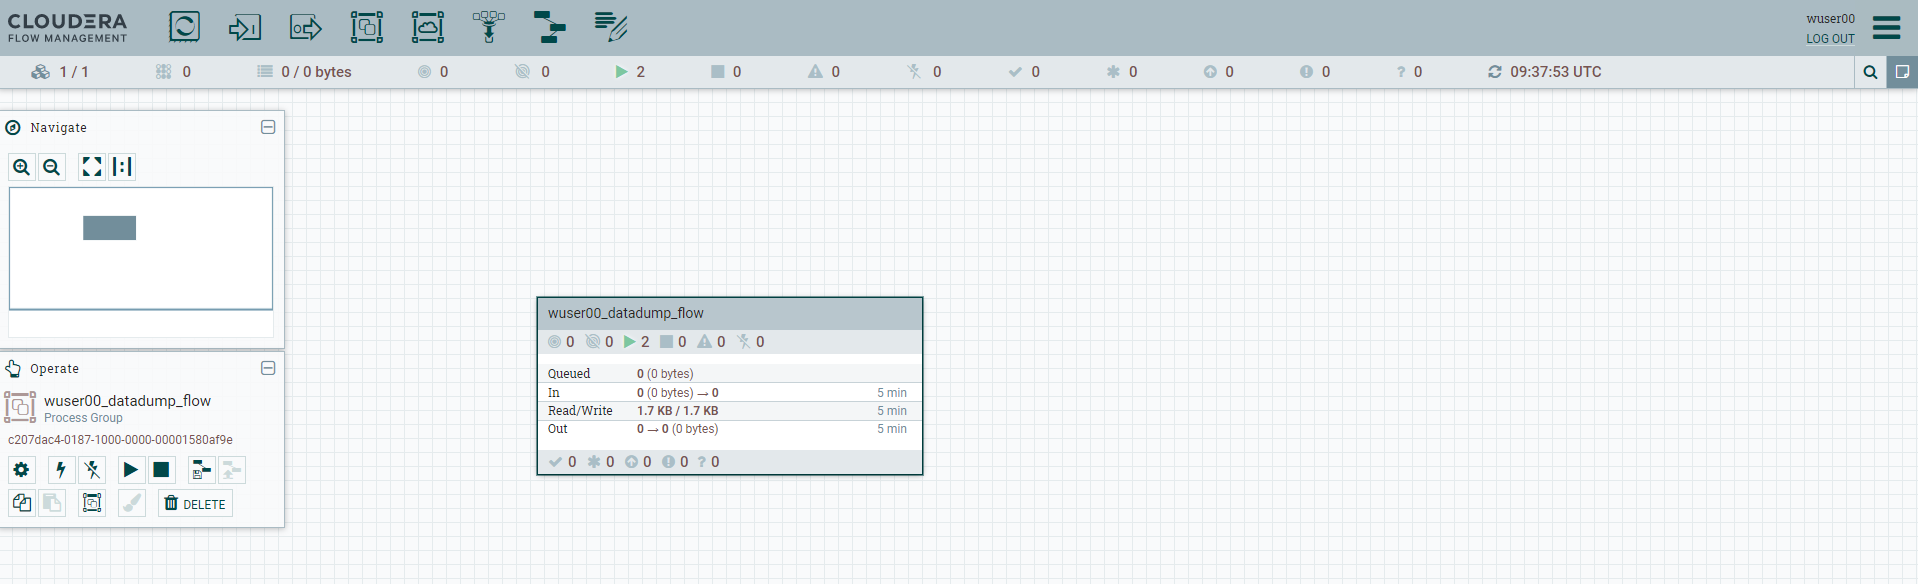 CLOUDERA
FLOW MANAGEMENT
wuser00
LOG OUT
1 / 1 0 0 / 0 bytes 0 0 2 0 0 0 0 0 0 0 ? 0 09:37:53 UTC
Navigate
Operate
wuser00_datadump_flow
Process Group
c207dac4-0187-1000-0000-00001580af9e
DELETE
wuser00_datadump_flow
0 0 2 0 0 0
Queued 0 (0 bytes)
In 0 (0 bytes) → 0 5 min
Read/Write 1.7 KB / 1.7 KB 5 min
Out 0 → 0 (0 bytes) 5 min
0 0 0 0 ? 0